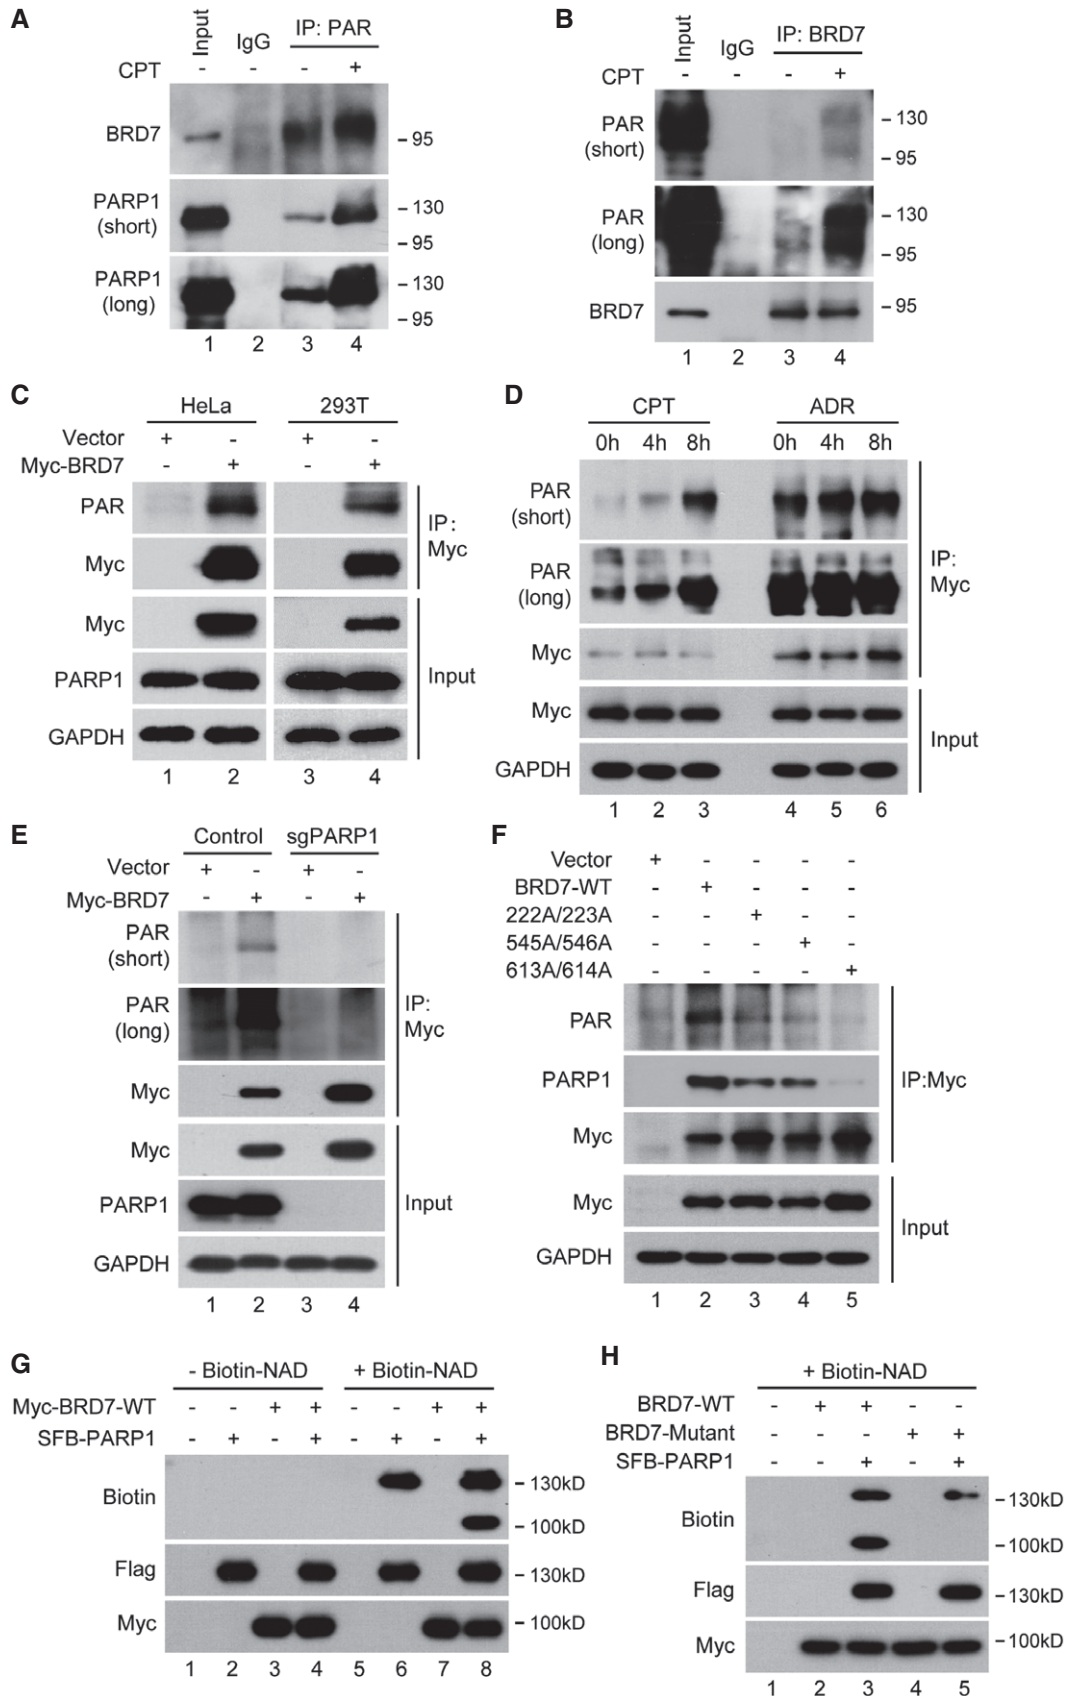 A
Input
IgG
IP: PAR
CPT - - - +
BRD7
- 95
PARP1
(short)
- 130
- 95
PARP1
(long)
- 130
- 95
1 2 3 4
B
Input
IgG
IP: BRD7
CPT - - - +
PAR
(short)
- 130
- 95
PAR
(long)
- 130
- 95
BRD7
- 95
1 2 3 4
C
HeLa 293T
Vector + - + -
Myc-BRD7 - + - +
PAR
Myc
IP:
Myc
Myc
PARP1
GAPDH
Input
1 2 3 4
D
CPT ADR
0h 4h 8h 0h 4h 8h
PAR
(short)
PAR
(long)
Myc
IP:
Myc
Myc
GAPDH
Input
1 2 3 4 5 6
E
Control sgPARP1
Vector + - + -
Myc-BRD7 - + - +
PAR
(short)
PAR
(long)
Myc
IP:
Myc
Myc
PARP1
GAPDH
Input
1 2 3 4
F
Vector + - - - -
BRD7-WT - + - - -
222A/223A - - + - -
545A/546A - - - + -
613A/614A - - - - +
PAR
PARP1
Myc
IP:Myc
Myc
GAPDH
Input
1 2 3 4 5
G
- Biotin-NAD + Biotin-NAD
Myc-BRD7-WT - - + + - - + +
SFB-PARP1 - + - + - + - +
Biotin
- 130kD
- 100kD
Flag
- 130kD
Myc
- 100kD
1 2 3 4 5 6 7 8
H
+ Biotin-NAD
BRD7-WT - + + - -
BRD7-Mutant - - - + +
SFB-PARP1 - - + - +
Biotin
- 130kD
- 100kD
Flag
- 130kD
Myc
- 100kD
1 2 3 4 5